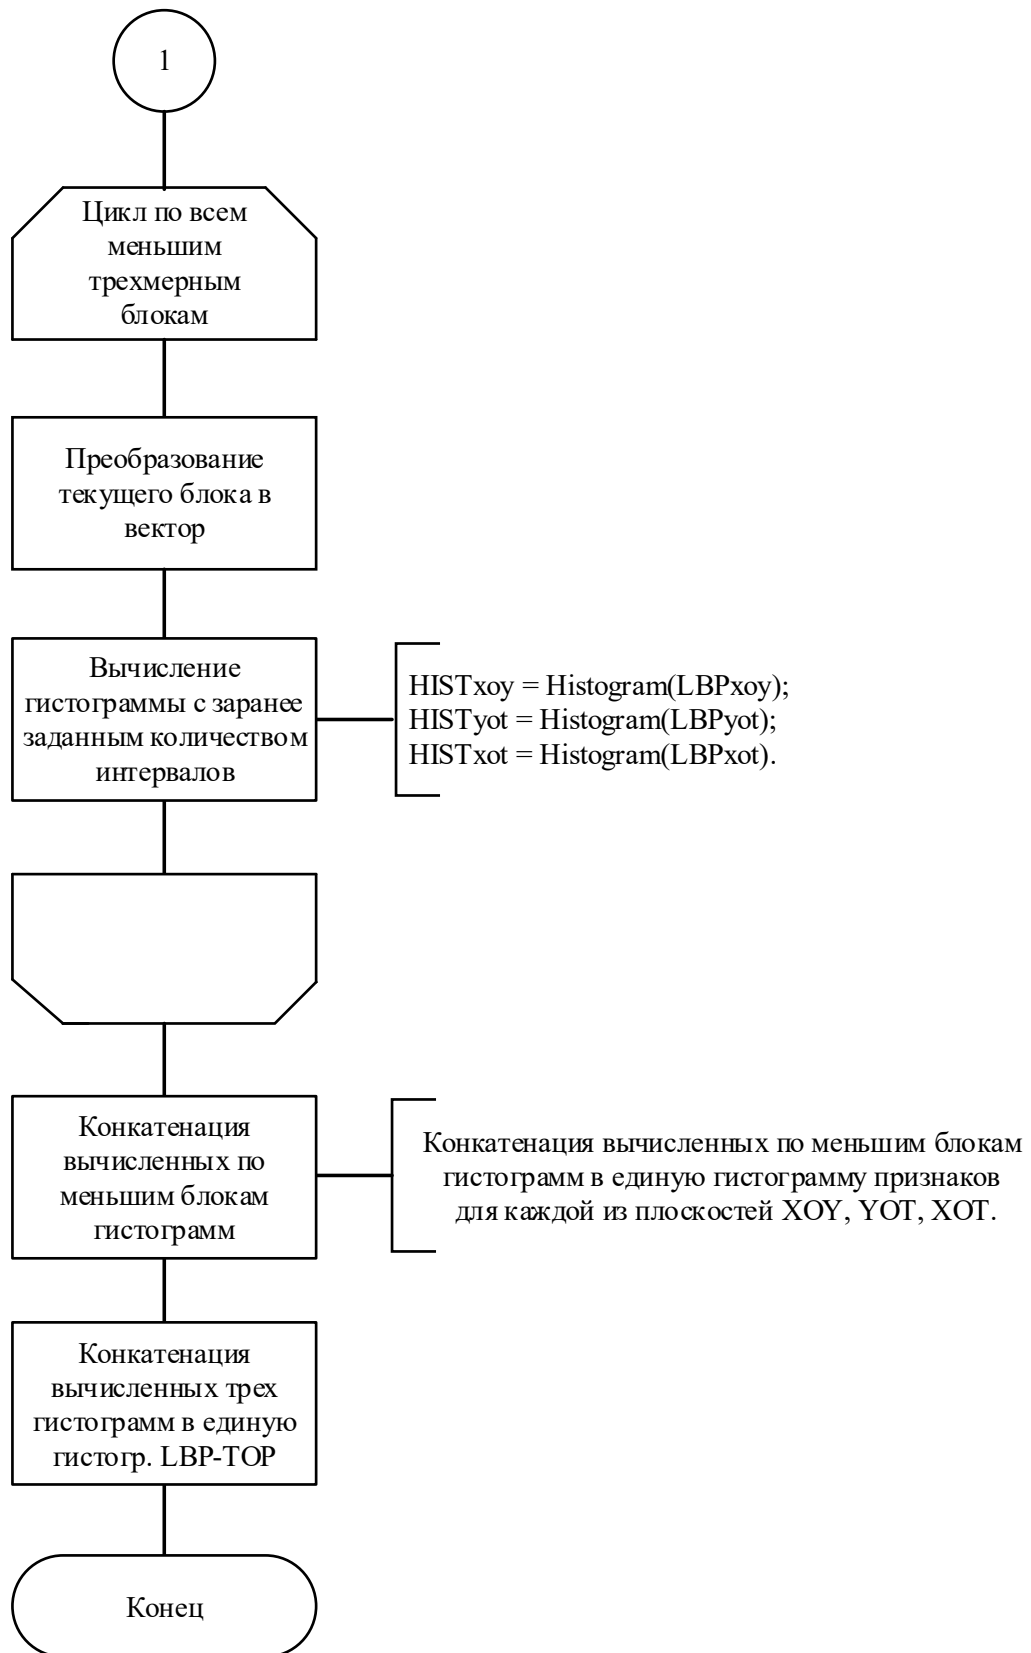 1
Цикл по всем
меньшим
трехмерным
блокам
Преобразование
текущего блока в
вектор
Вычисление
гистограммы с заранее
заданным количеством
интервалов
HISTxoy = Histogram(LBPxoy);
HISTyot = Histogram(LBPyot);
HISTxot = Histogram(LBPxot).
Конкатенация
вычисленных по
меньшим блокам
гистограмм
Конкатенация вычисленных по меньшим блокам
гистограмм в единую гистограмму признаков
для каждой из плоскостей XOY, YOT, XOT.
Конкатенация
вычисленных трех
гистограмм в единую
гистогр. LBP-TOP
Конец